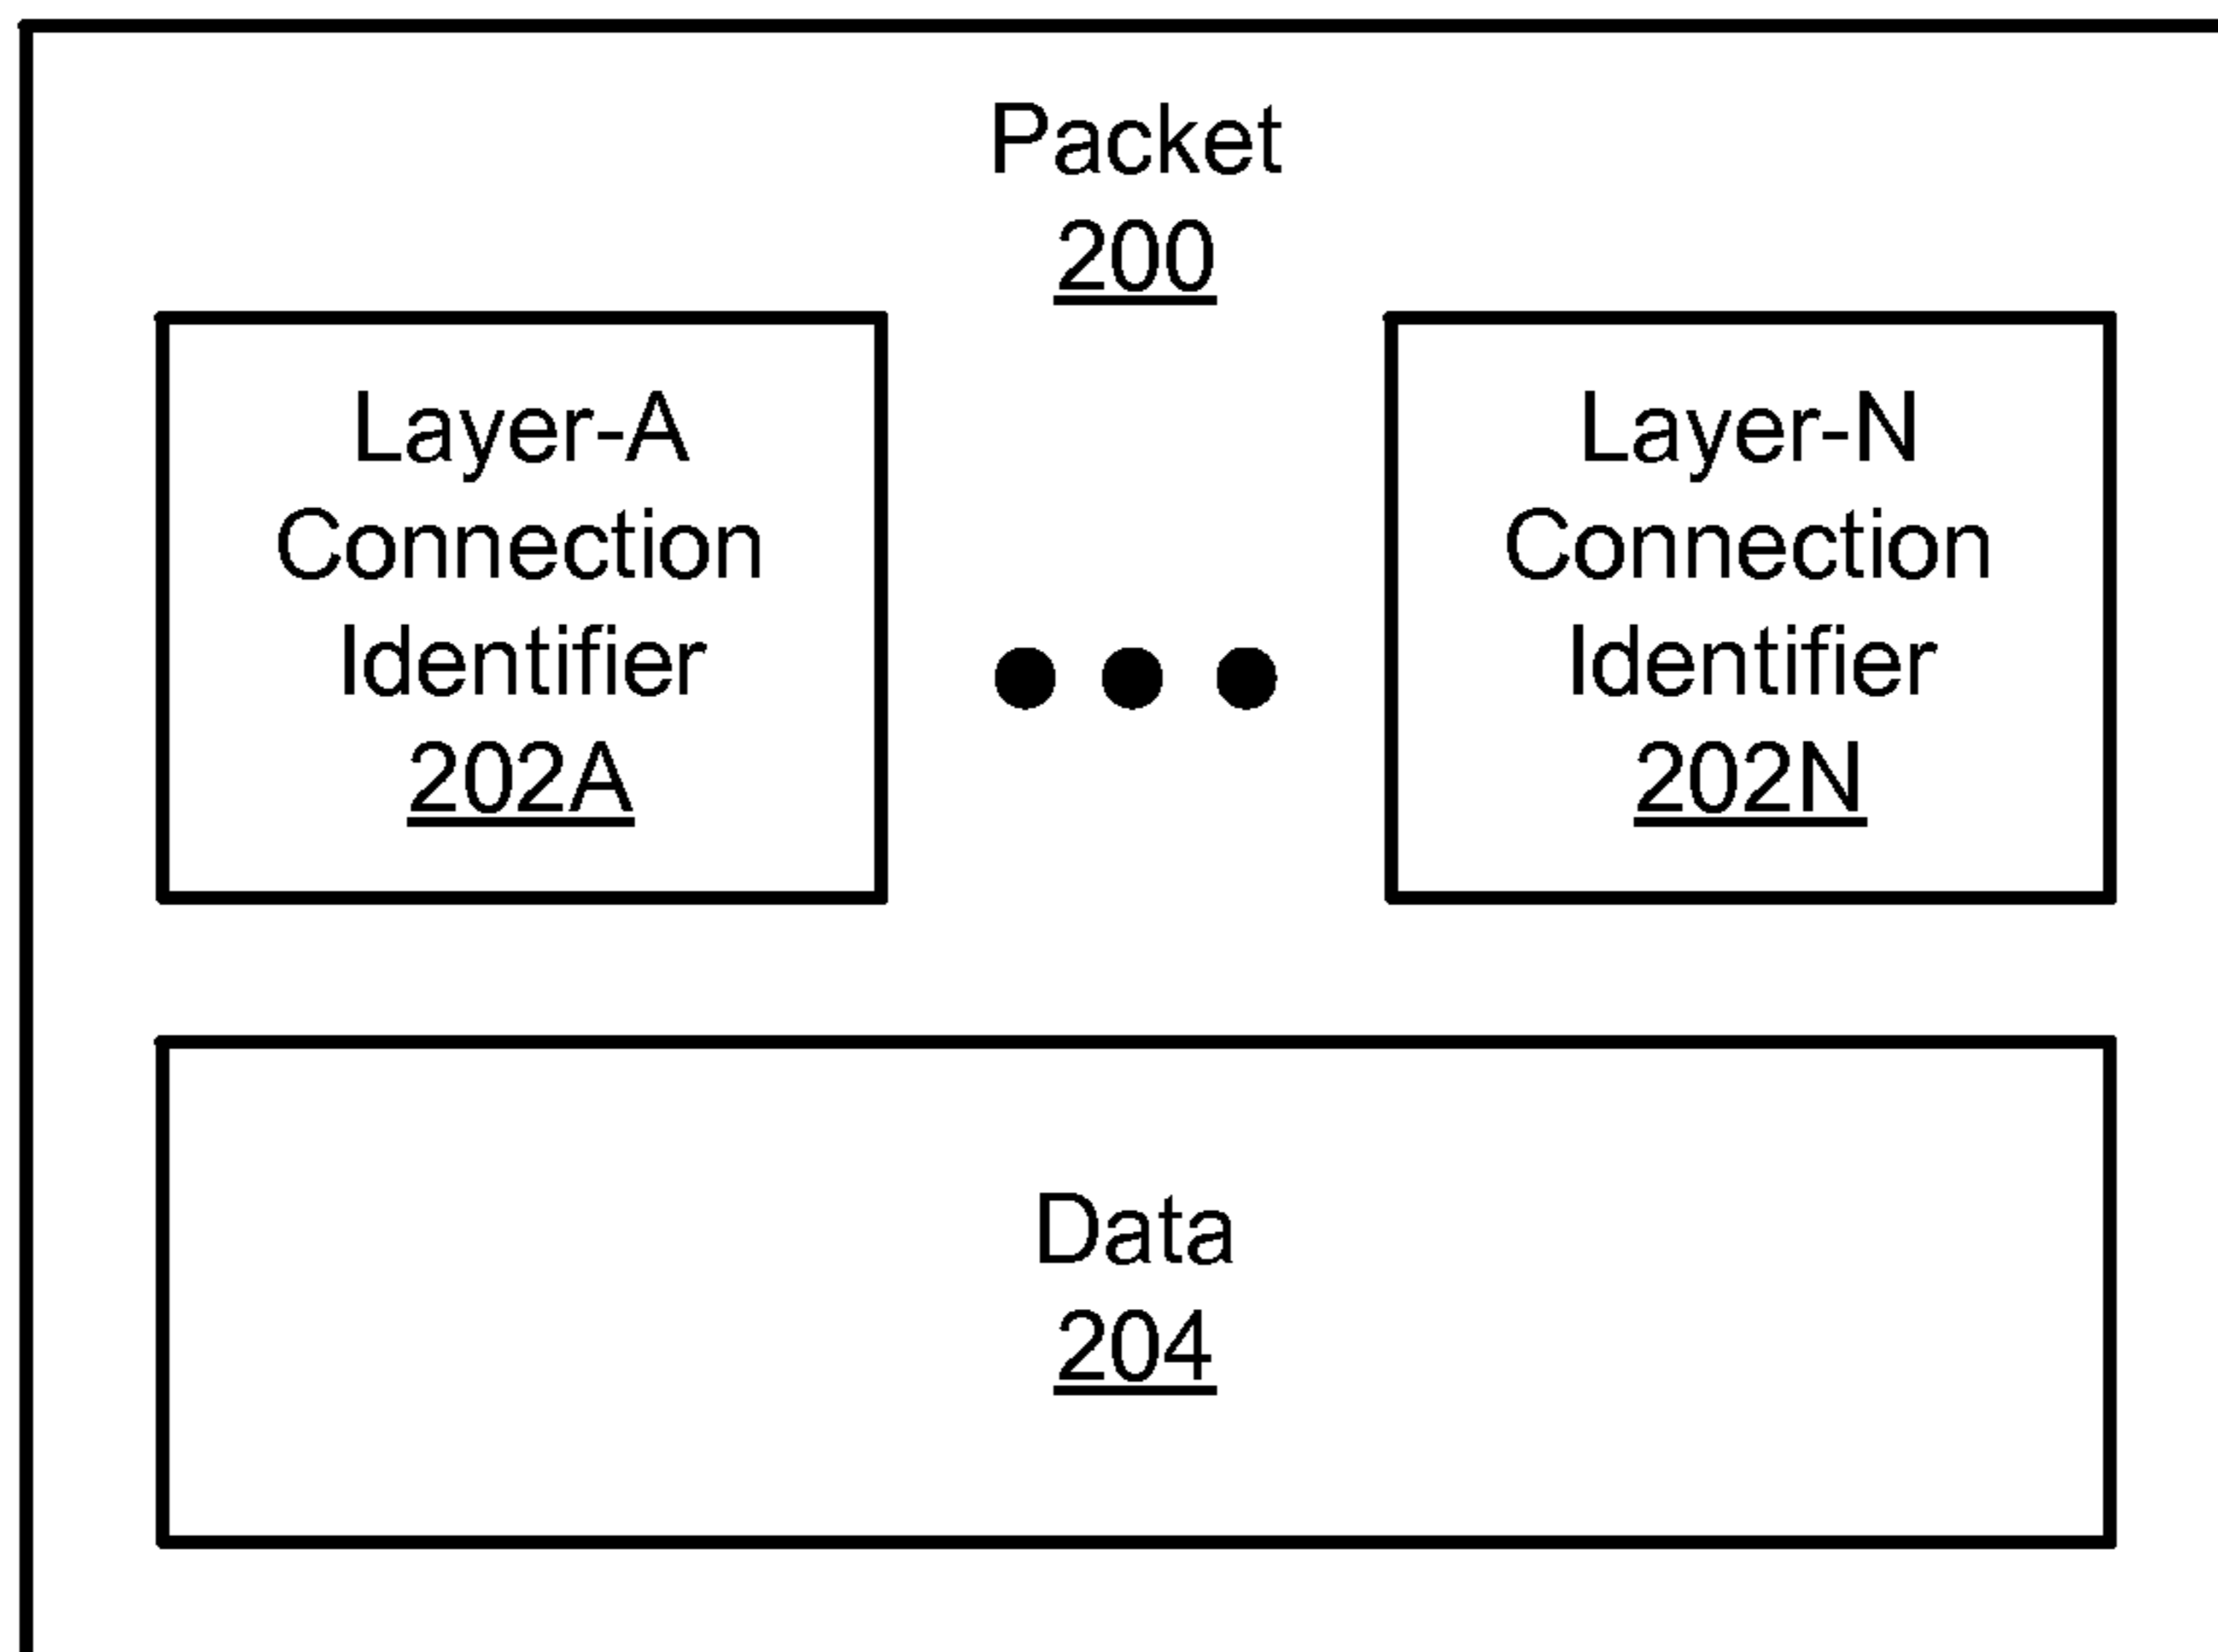 Packet
200
Layer-A
Connection
Identifier
202A
Layer-N
Connection
Identifier
202N
Data
204